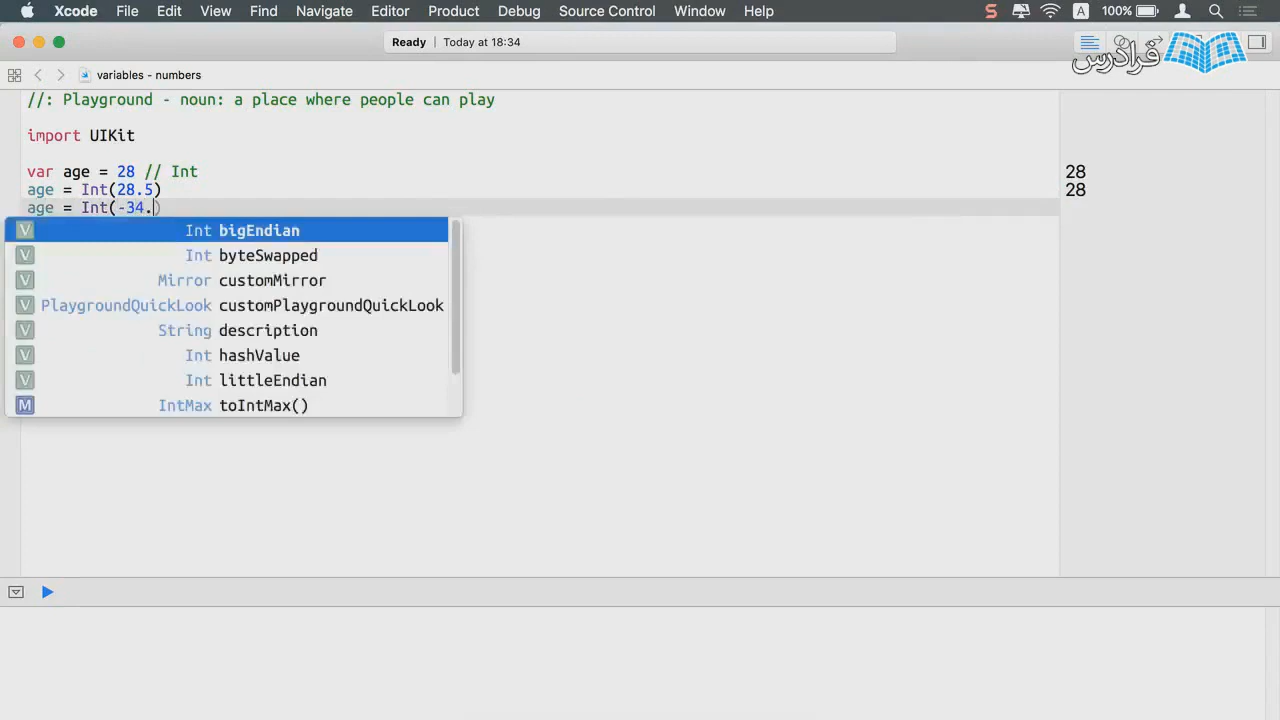 Xcode File Edit View Find Navigate Editor Product Debug Source Control Window Help S A 100%
Ready | Today at 18:34
فرادرس
variables - numbers
//: Playground - noun: a place where people can play
import UIKit
var age = 28 // Int
28
age = Int(28.5)
28
age = Int(-34.)
V Int bigEndian
V Int byteSwapped
V Mirror customMirror
V PlaygroundQuickLook customPlaygroundQuickLook
V String description
V Int hashValue
V Int littleEndian
M IntMax toIntMax()